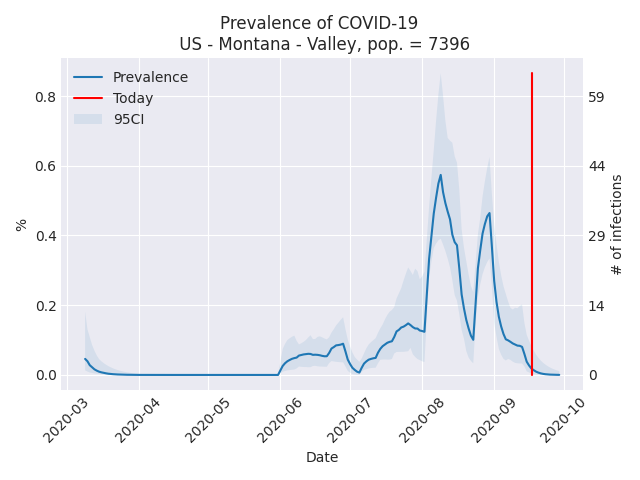 Prevalence of COVID-19
US - Montana - Valley, pop. = 7396
Prevalence
Today
95CI
0.8
0.6
0.4
0.2
0.0
%
59
44
29
14
0
# of infections
2020-03
2020-04
2020-05
2020-06
2020-07
2020-08
2020-09
2020-10
Date